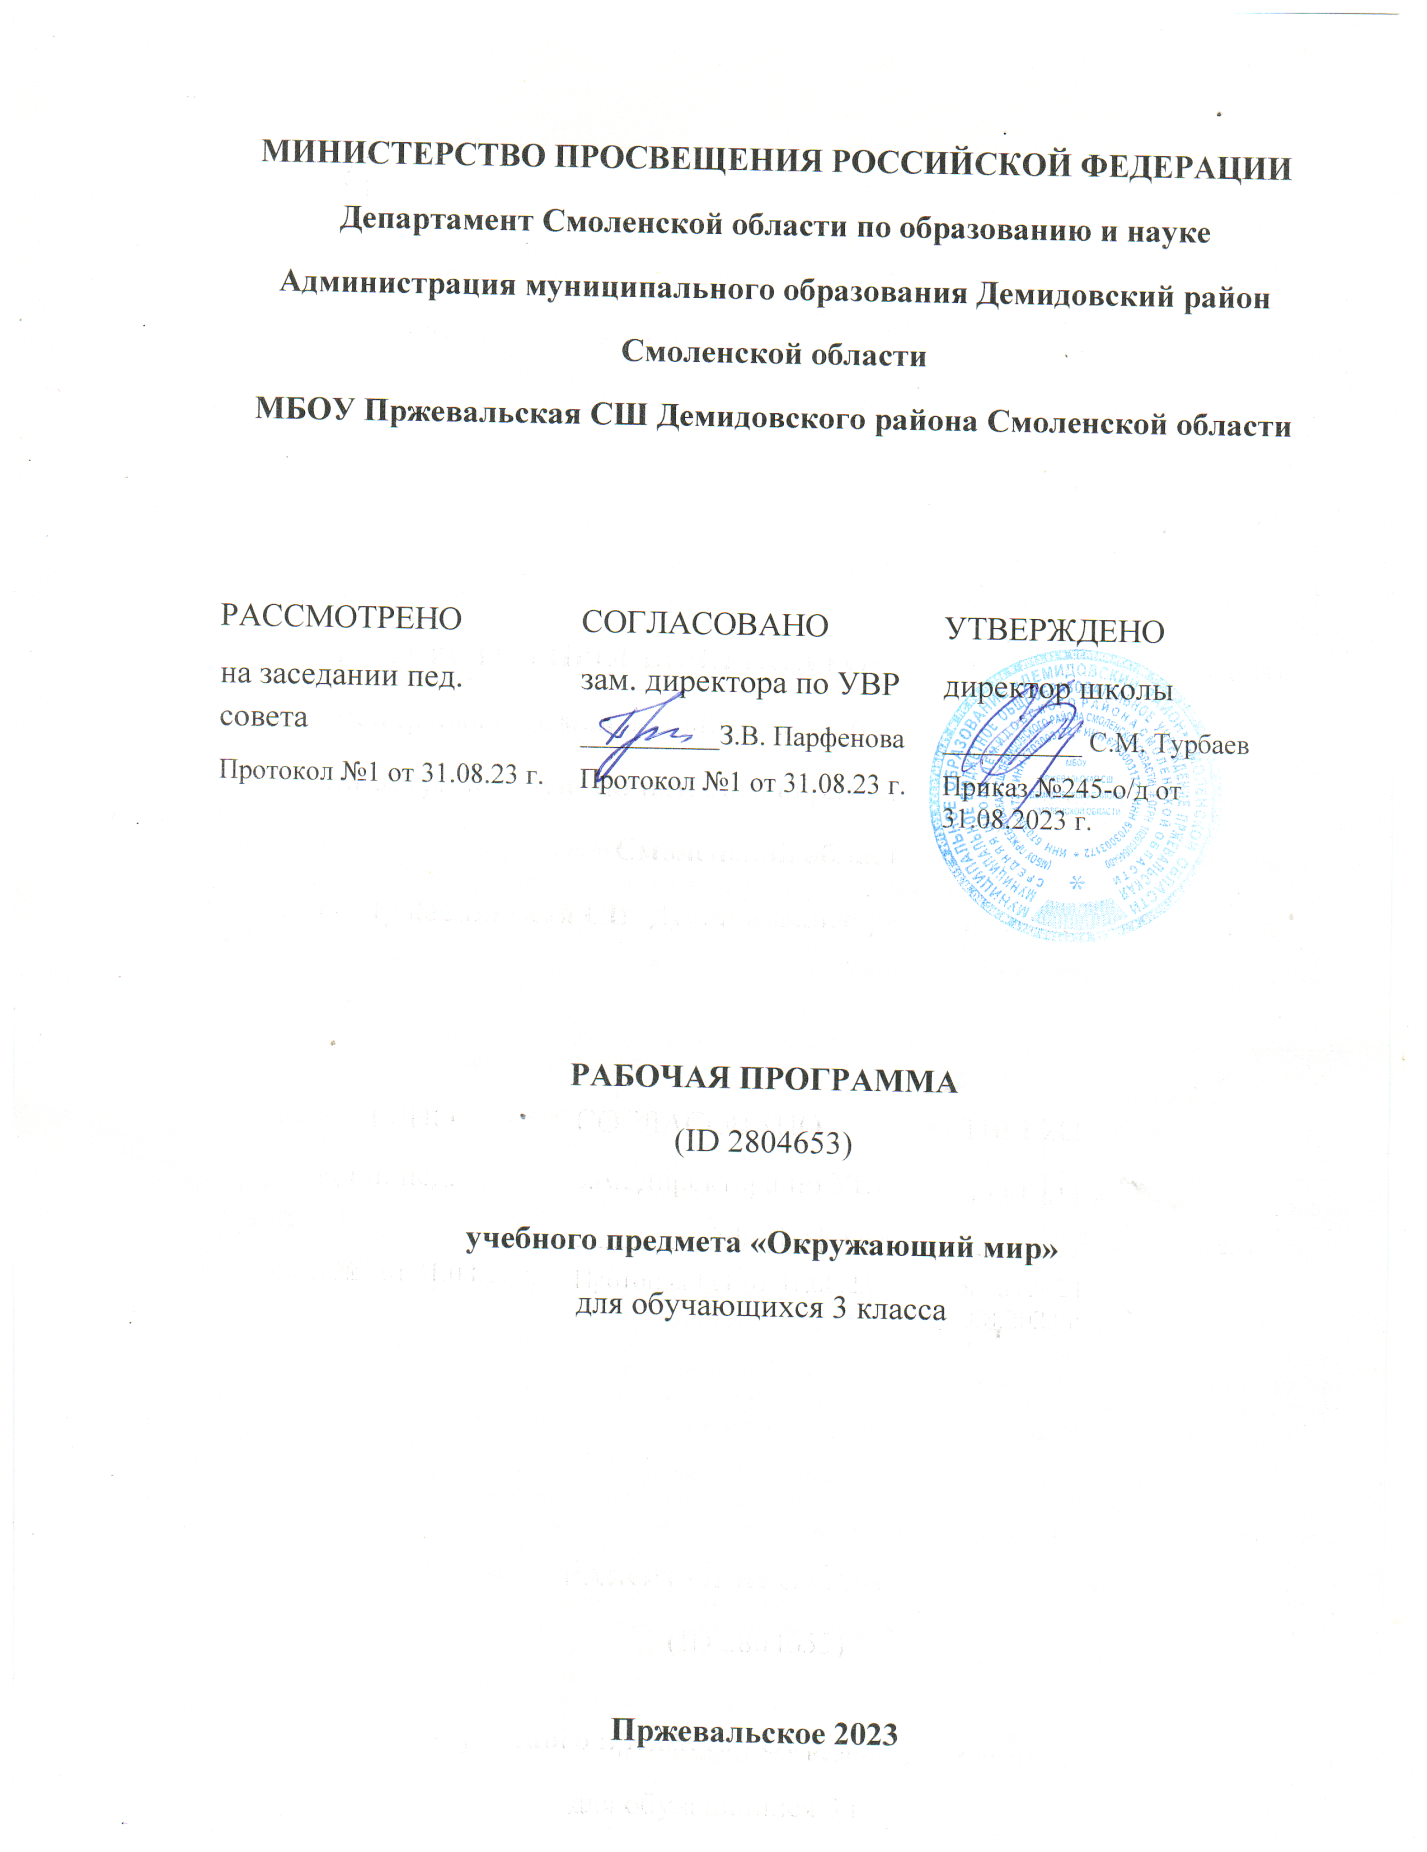 МИНИСТЕРСТВО ПРОСВЕЩЕНИЯ РОССИЙСКОЙ ФЕДЕРАЦИИ
Департамент Смоленской области по образованию и науке
Администрация муниципального образования Демидовский район
Смоленской области
МБОУ Пржевальская СШ Демидовского района Смоленской области
РАССМОТРЕНО
на заседании пед.
совета
Протокол №1 от 31.08.23 г.
СОГЛАСОВАНО
зам. директора по УВР
__________З.В. Парфенова
Протокол №1 от 31.08.23 г.
УТВЕРЖДЕНО
директор школы
__________ С.М. Турбаев
Приказ №245-о/д от
31.08.2023 г.
РАБОЧАЯ ПРОГРАММА
(ID 2804653)
учебного предмета «Окружающий мир»
для обучающихся 3 класса
Пржевальское 2023